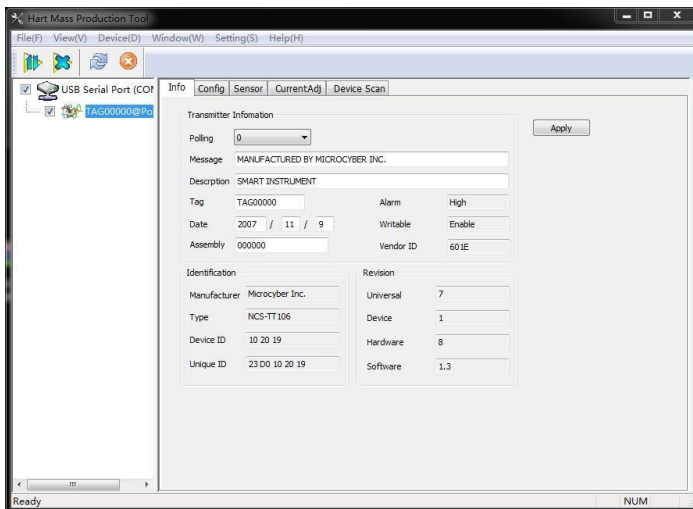 Hart Mass Production Tool
File(F) View(V) Device(D) Window(W) Setting(S) Help(H)
USB Serial Port (COM
TAG00000@Po
Info Config Sensor CurrentAdj Device Scan
Transmitter Infomation
Apply
Polling 0
Message MANUFACTURED BY MICROCYBER INC.
Descrption SMART INSTRUMENT
Tag TAG00000 Alarm High
Date 2007 / 11 / 9 Writable Enable
Assembly 000000 Vendor ID 601E
Identification Revision
Manufacturer Microcyber Inc. Universal 7
Type NCS-TT106 Device 1
Device ID 10 20 19 Hardware 8
Unique ID 23 D0 10 20 19 Software 1.3
Ready NUM